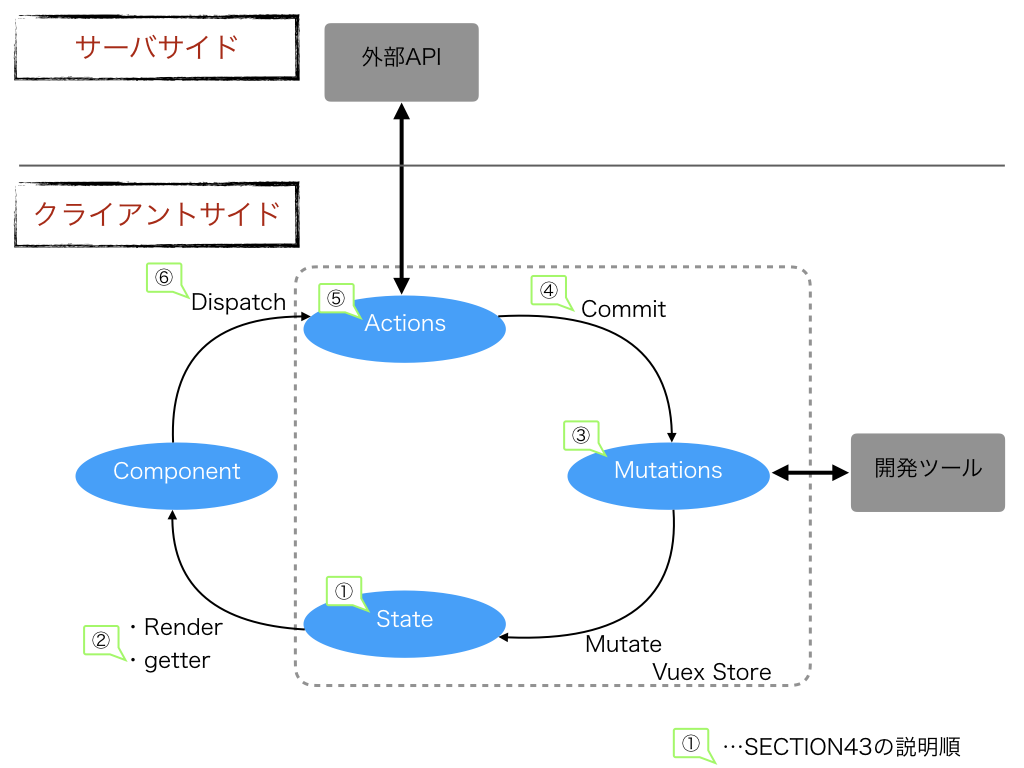 サーバサイド
外部API
クライアントサイド
⑥
Dispatch
⑤
Actions
④
Commit
Component
③
Mutations
開発ツール
①
State
②
・Render
・getter
Mutate
Vuex Store
①
…SECTION43の説明順